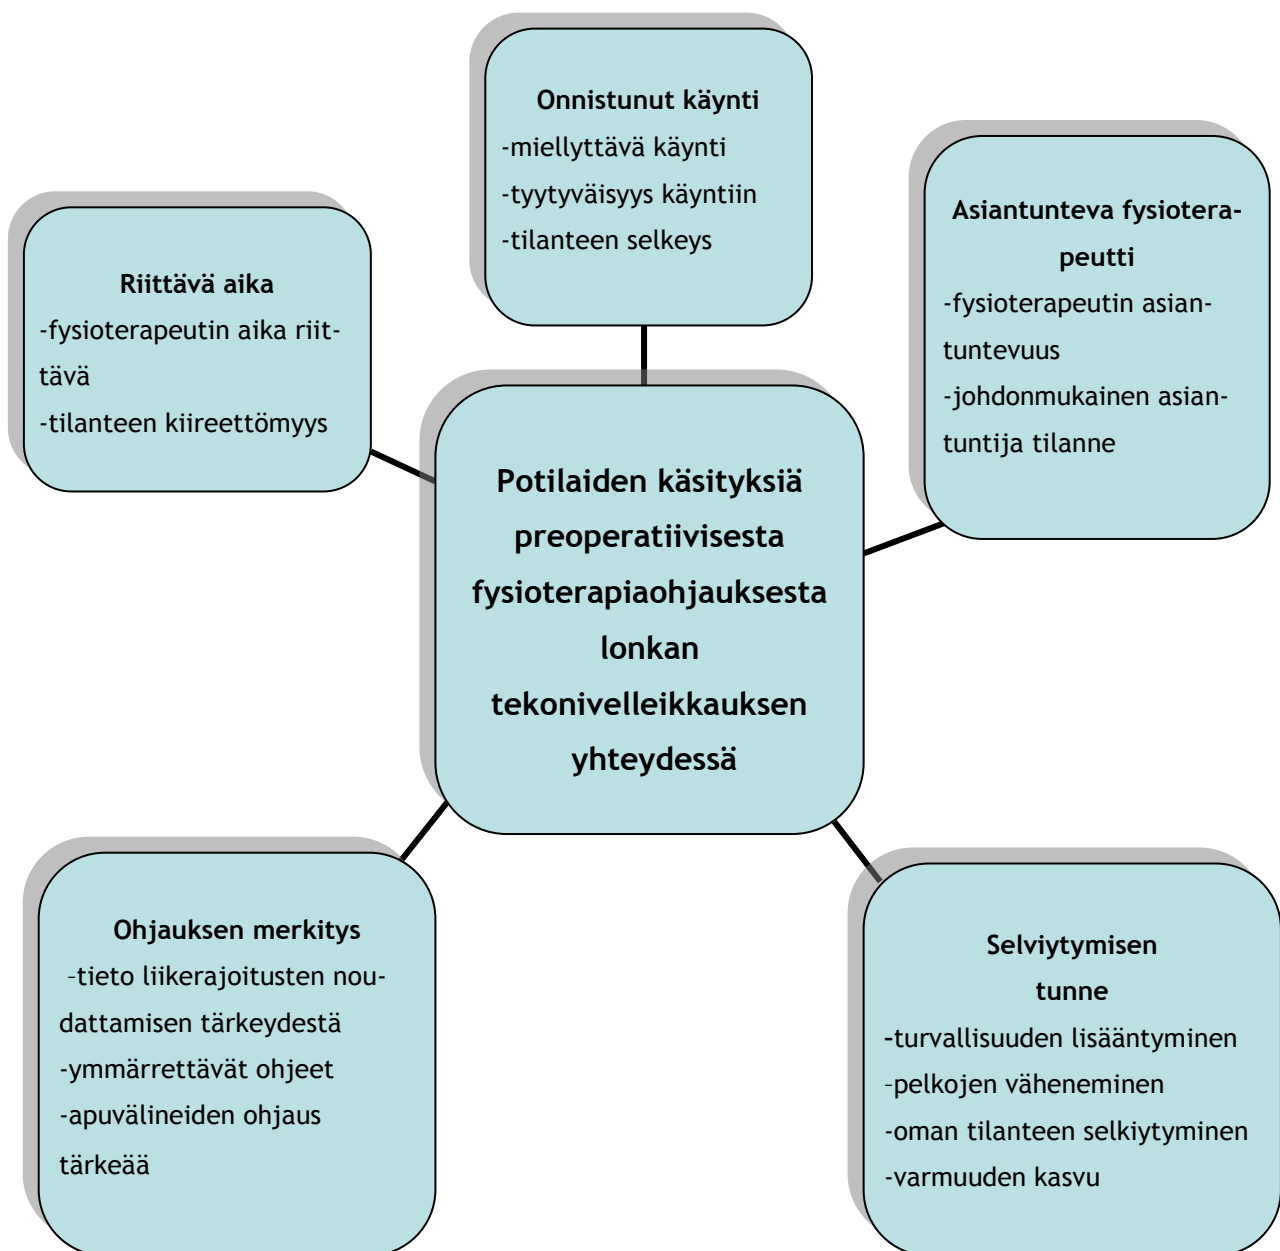 Onnistunut käynti
-miellyttävä käynti
-tyytyväisyys käyntiin
-tilanteen selkeys
Asiantunteva fysiotera-
peutti
-fysioterapeutin asian-
tuntevuus
-johdonmukainen asian-
tuntija tilanne
Riittävä aika
-fysioterapeutin aika riit-
tävä
-tilanteen kiireettömyys
Potilaiden käsityksiä
preoperatiivisesta
fysioterapiaohjauksesta
lonkan
tekonivelleikkauksen
yhteydessä
Ohjauksen merkitys
-tieto liikerajoitusten nou-
dattamisen tärkeydestä
-ymmärrettävät ohjeet
-apuvälineiden ohjaus
tärkeää
Selviytymisen
tunne
-turvallisuuden lisääntyminen
-pelkojen väheneminen
-oman tilanteen selkiytyminen
-varmuuden kasvu